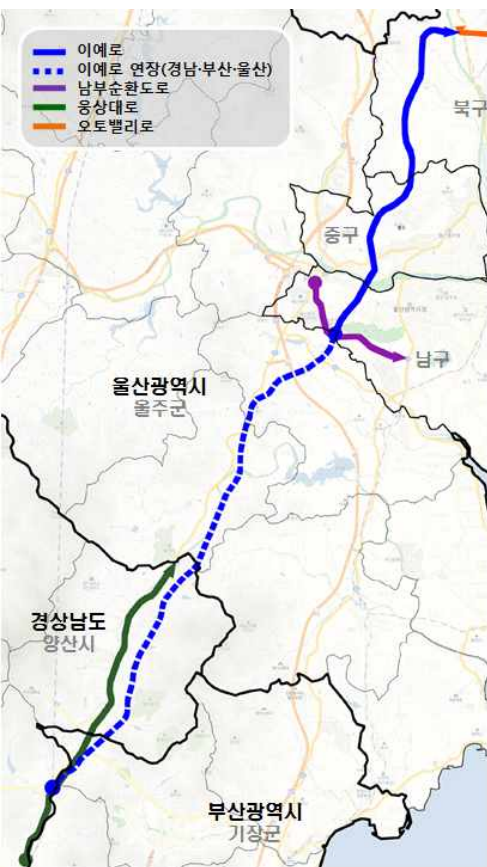 이예로
이예로 연장(경남·부산·울산)
남부순환도로
웅상대로
오토밸리로
북구
중구
남구
울산광역시
울주군
경상남도
양산시
부산광역시
기장군